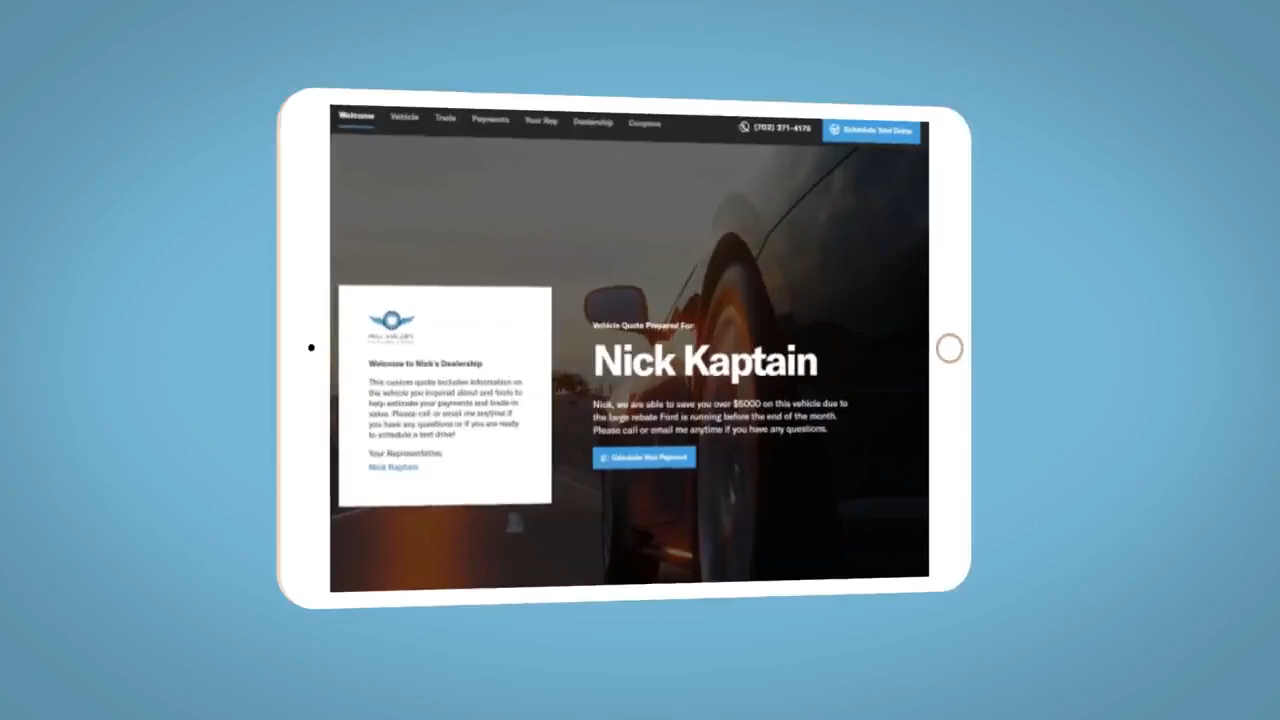 Welcome Vehicle Trade Payments Your Rep Dealership Coupons (702) 271-4175 Schedule Test Drive
Welcome to Nick's Dealership
This custom quote includes information on
the vehicle you inquired about and tools to
help estimate your payments and trade-in
value. Please call or email me anytime if
you have any questions or if you are ready
to schedule a test drive!
Your Representative,
Nick Kaptain
Vehicle Quote Prepared For:
Nick Kaptain
Nick, we are able to save you over $5000 on this vehicle due to
the large rebate Ford is running before the end of the month.
Please call or email me anytime if you have any questions.
Calculate Your Payment